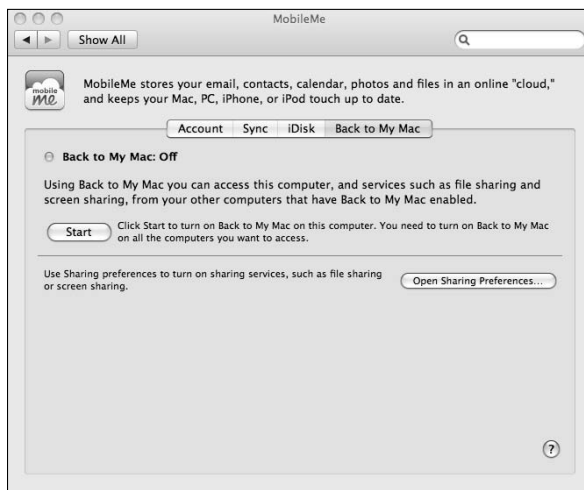 MobileMe
Show All
MobileMe stores your email, contacts, calendar, photos and files in an online "cloud,"
and keeps your Mac, PC, iPhone, or iPod touch up to date.
mobile
me
Account Sync iDisk Back to My Mac
Back to My Mac: Off
Using Back to My Mac you can access this computer, and services such as file sharing and
screen sharing, from your other computers that have Back to My Mac enabled.
Start
Click Start to turn on Back to My Mac on this computer. You need to turn on Back to My Mac
on all the computers you want to access.
Use Sharing preferences to turn on sharing services, such as file sharing
or screen sharing.
Open Sharing Preferences...
?